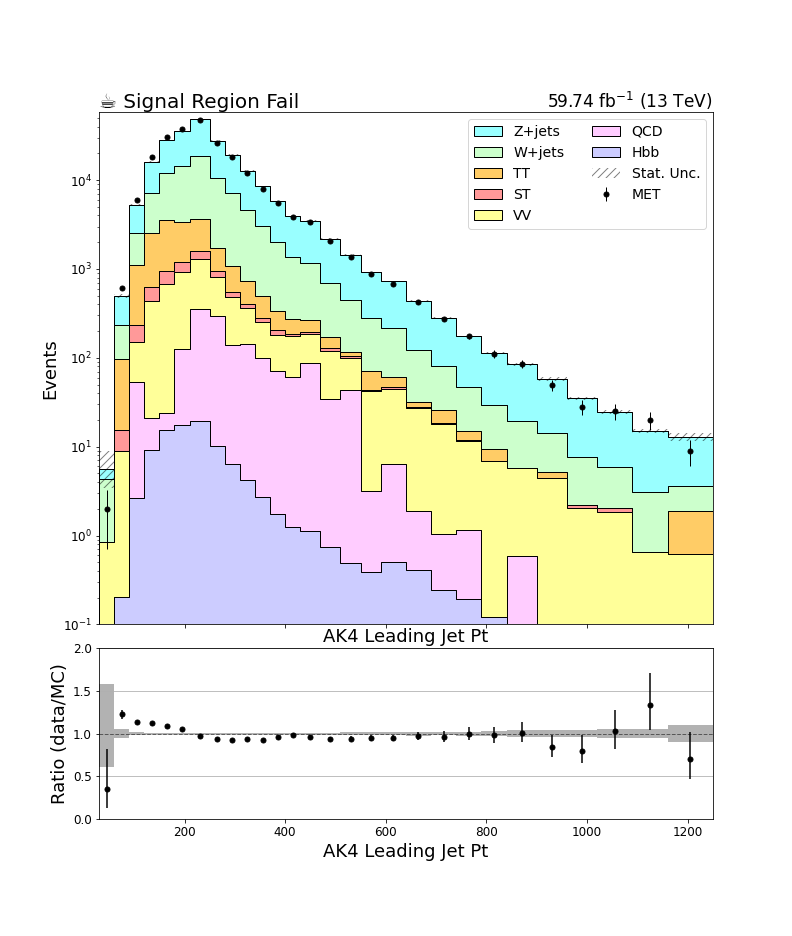 ☕ Signal Region Fail
59.74 fb⁻¹ (13 TeV)
Z+jets
W+jets
TT
ST
VV
QCD
Hbb
Stat. Unc.
MET
Events
10⁴
10³
10²
10¹
10⁰
10⁻¹
AK4 Leading Jet Pt
Ratio (data/MC)
2.0
1.5
1.0
0.5
0.0
200 400 600 800 1000 1200
AK4 Leading Jet Pt